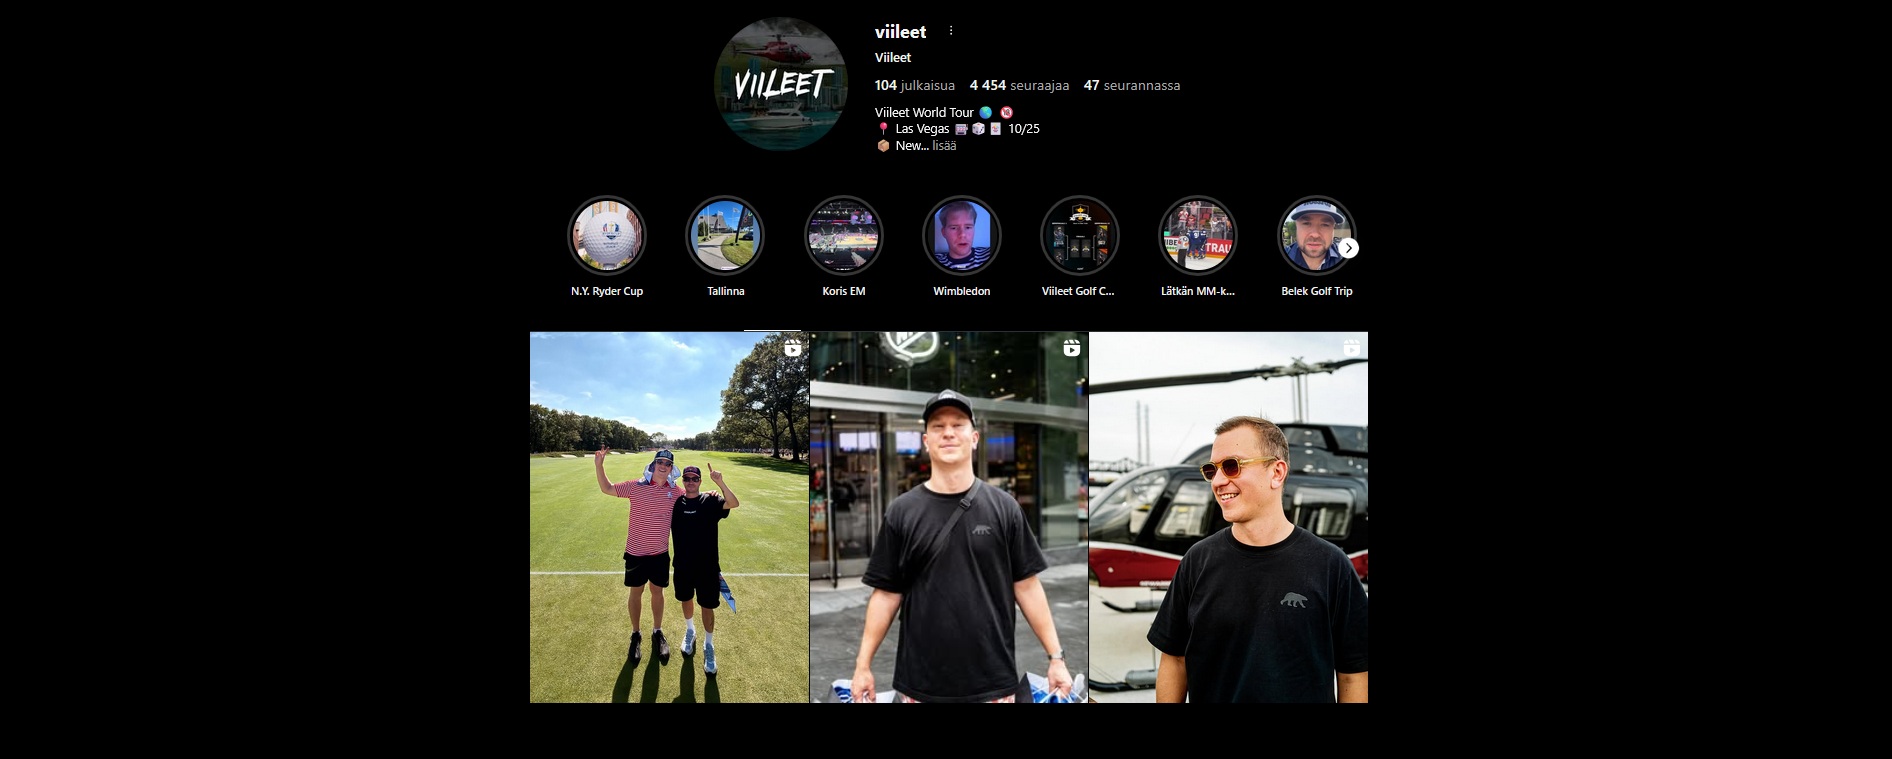 VIILEET
viileet
Viileet
104 julkaisua 4 454 seuraajaa 47 seurannassa
Viileet World Tour 🌎 🔞
📍 Las Vegas 🎰🎲🃏 10/25
📦 New... lisää
N.Y. Ryder Cup
Tallinna
Koris EM
Wimbledon
Viileet Golf C...
Lätkän MM-k...
Belek Golf Trip
TRAU